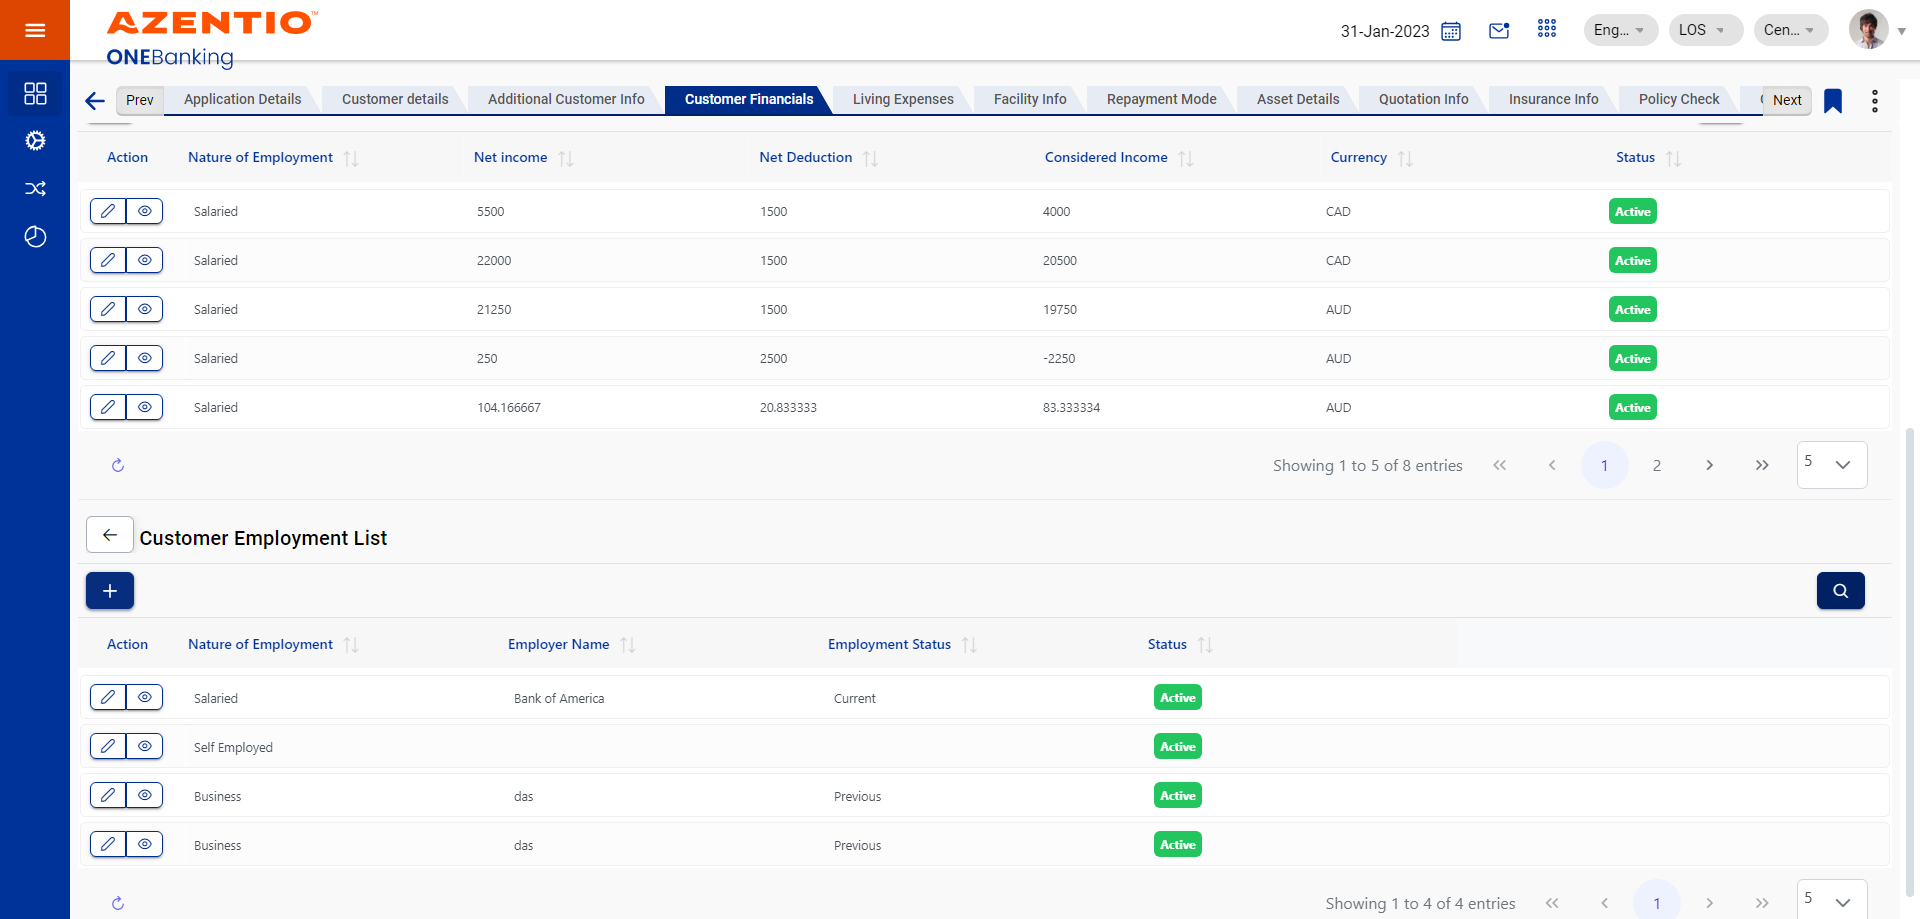 AZENTIO™
ONEBanking
31-Jan-2023
Eng...
LOS
Cen...
Prev
Application Details
Customer details
Additional Customer Info
Customer Financials
Living Expenses
Facility Info
Repayment Mode
Asset Details
Quotation Info
Insurance Info
Policy Check
Next
Action Nature of Employment Net income Net Deduction Considered Income Currency Status
Salaried 5500 1500 4000 CAD Active
Salaried 22000 1500 20500 CAD Active
Salaried 21250 1500 19750 AUD Active
Salaried 250 2500 -2250 AUD Active
Salaried 104.166667 20.833333 83.333334 AUD Active
Showing 1 to 5 of 8 entries « ‹ 1 2 › » 5
Customer Employment List
Action Nature of Employment Employer Name Employment Status Status
Salaried Bank of America Current Active
Self Employed Active
Business das Previous Active
Business das Previous Active
Showing 1 to 4 of 4 entries « ‹ 1 › » 5